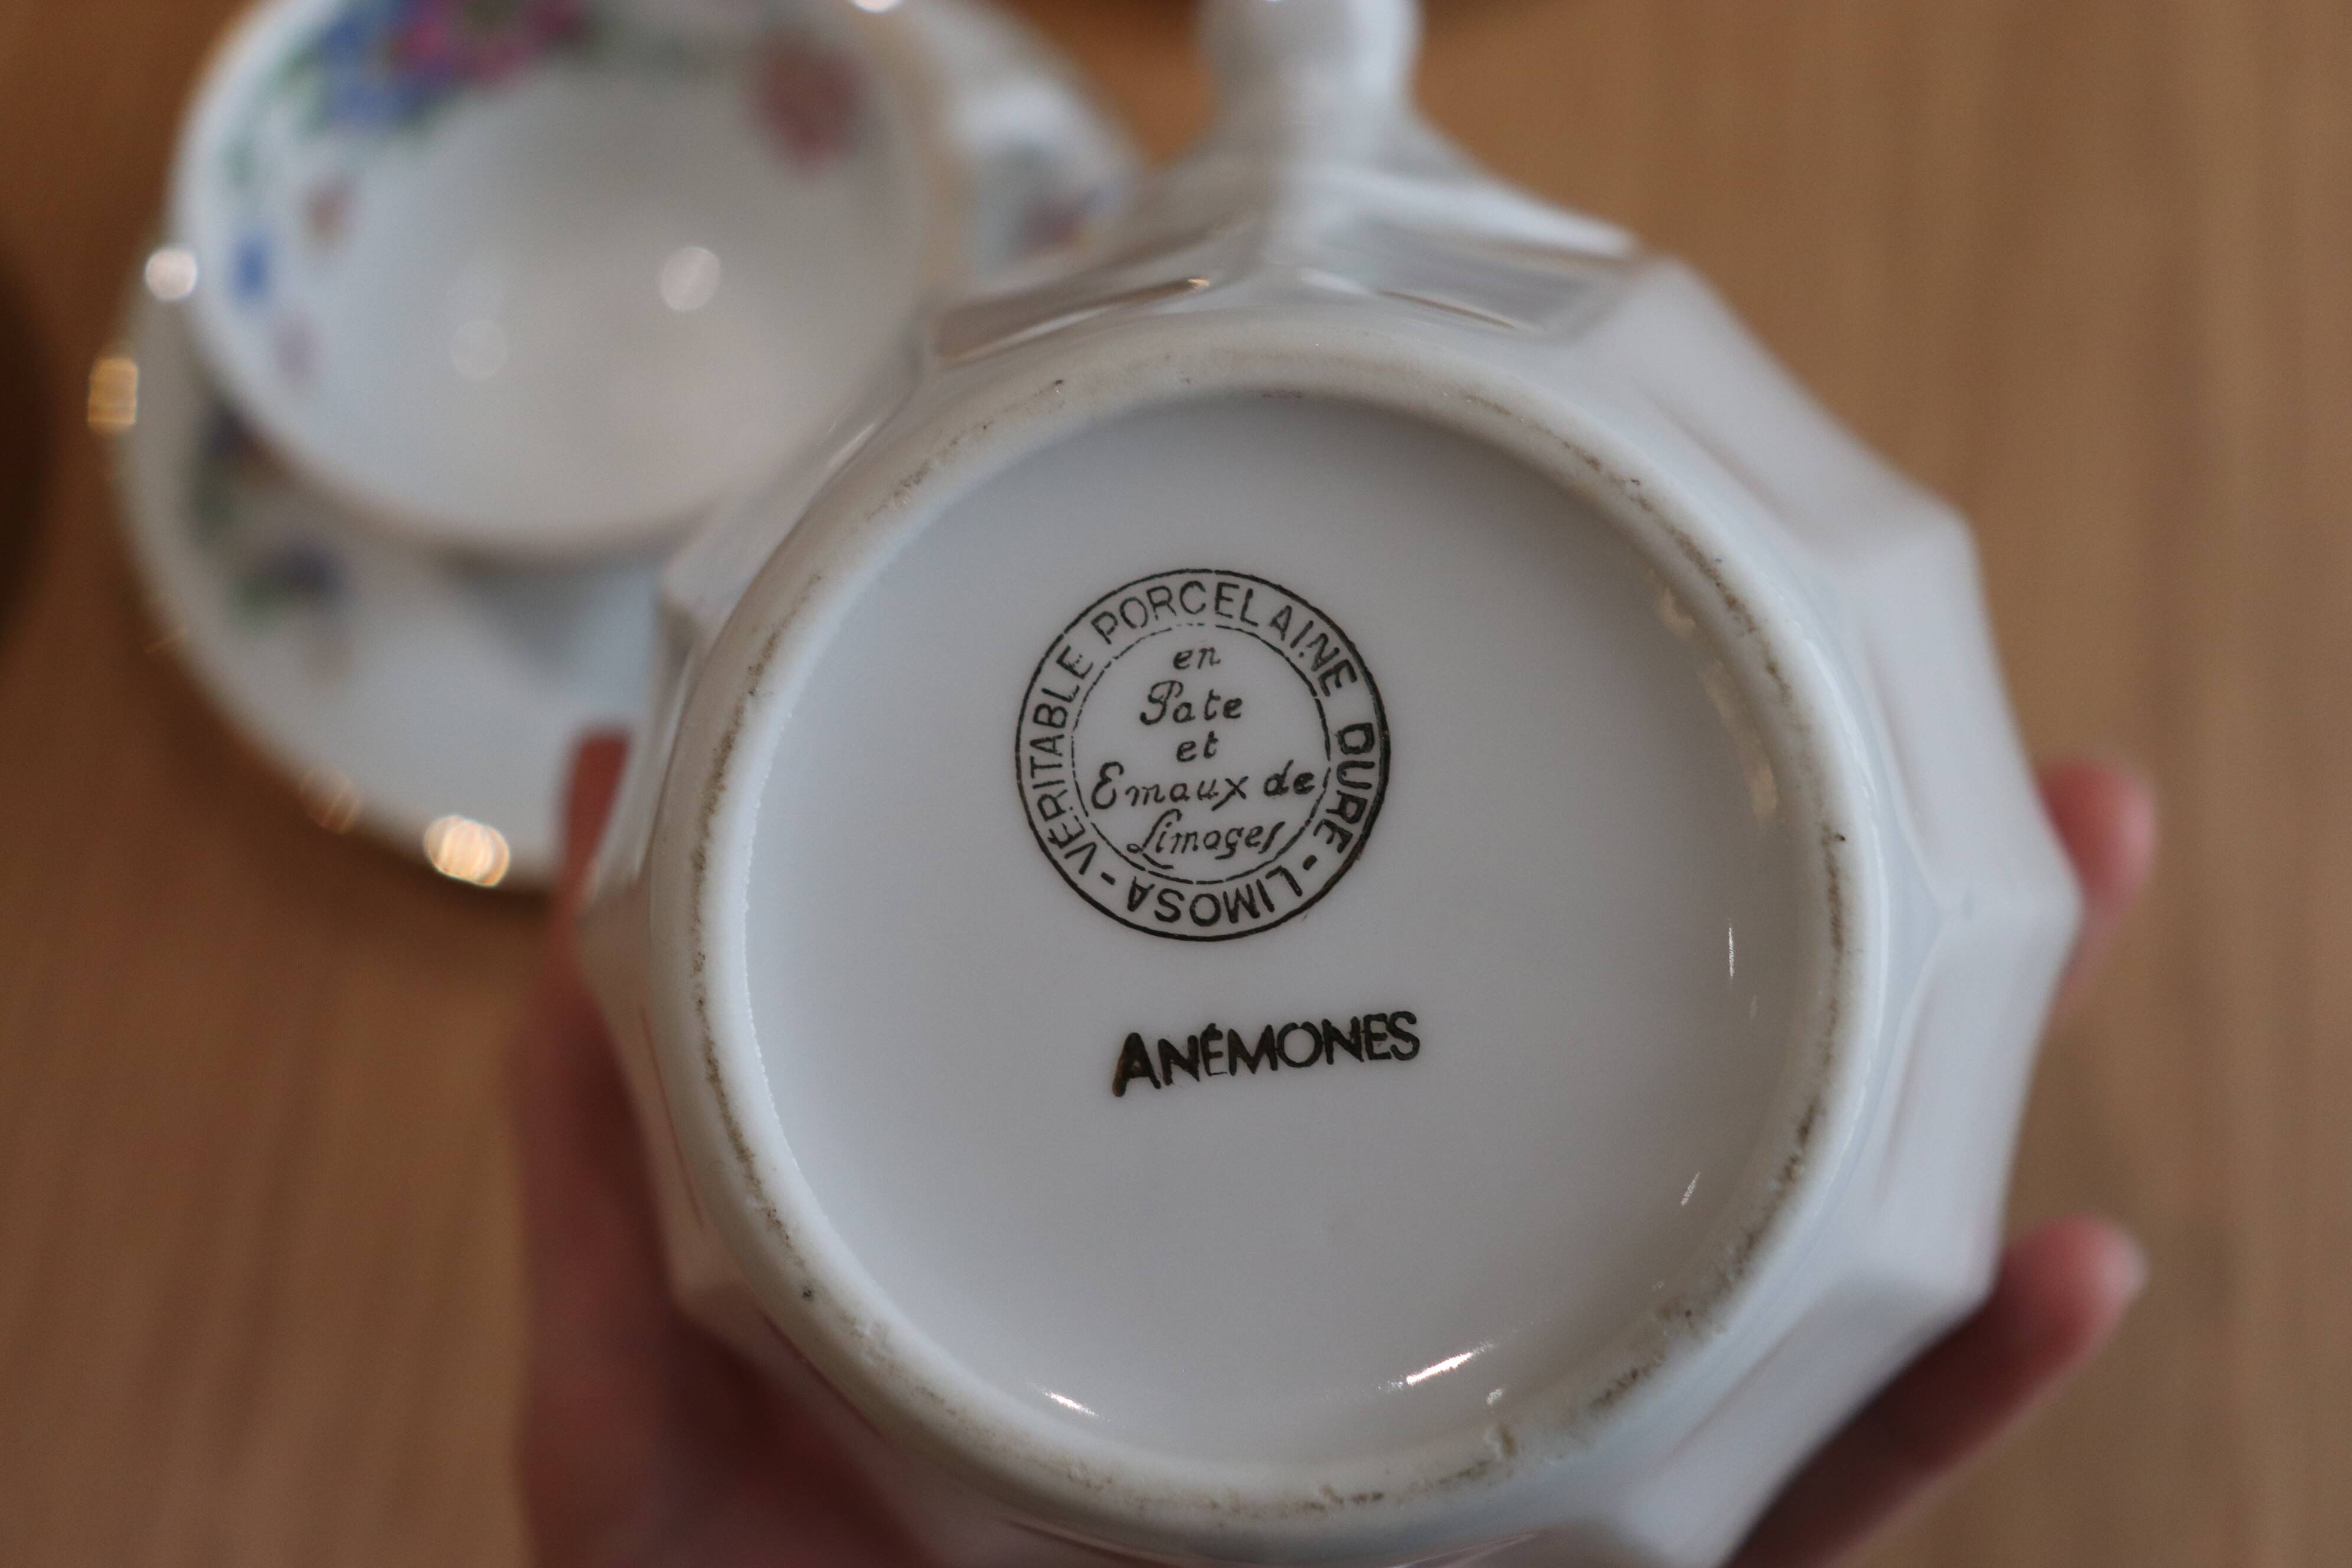 VÉRITABLE PORCELAINE DURE - LIMOSA -
en
Pate
et
Emaux de
Limoges
ANÉMONES